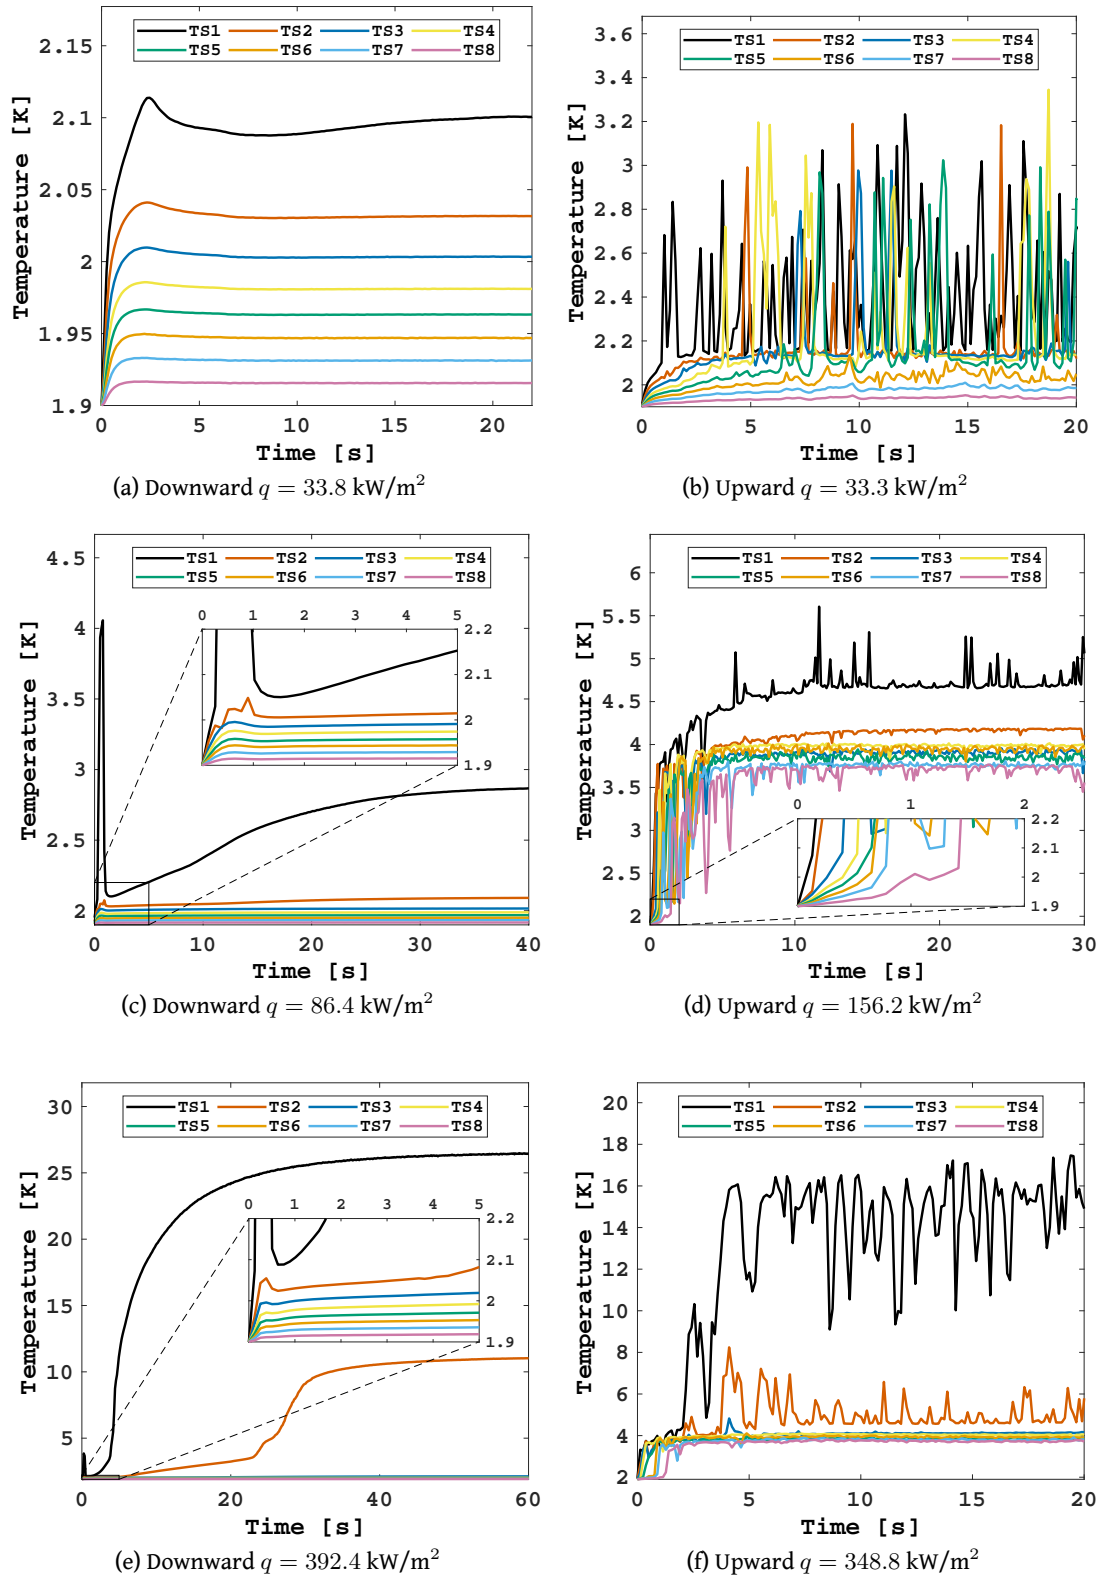 TS1 TS2 TS3 TS4
TS5 TS6 TS7 TS8
Temperature [K]
2.15
2.1
2.05
2
1.95
1.9
0 5 10 15 20
Time [s]
(a) Downward q = 33.8 kW/m²
TS1 TS2 TS3 TS4
TS5 TS6 TS7 TS8
Temperature [K]
3.6
3.4
3.2
3
2.8
2.6
2.4
2.2
2
0 5 10 15 20
Time [s]
(b) Upward q = 33.3 kW/m²
TS1 TS2 TS3 TS4
TS5 TS6 TS7 TS8
Temperature [K]
4.5
4
3.5
3
2.5
2
0 10 20 30 40
0 1 2 3 4 5
2.2
2.1
2
1.9
Time [s]
(c) Downward q = 86.4 kW/m²
TS1 TS2 TS3 TS4
TS5 TS6 TS7 TS8
Temperature [K]
6
5.5
5
4.5
4
3.5
3
2.5
2
0 10 20 30
0 1 2
2.2
2.1
2
1.9
Time [s]
(d) Upward q = 156.2 kW/m²
TS1 TS2 TS3 TS4
TS5 TS6 TS7 TS8
Temperature [K]
30
25
20
15
10
5
0 20 40 60
0 1 2 3 4 5
2.2
2.1
2
1.9
Time [s]
(e) Downward q = 392.4 kW/m²
TS1 TS2 TS3 TS4
TS5 TS6 TS7 TS8
Temperature [K]
20
18
16
14
12
10
8
6
4
2
0 5 10 15 20
Time [s]
(f) Upward q = 348.8 kW/m²